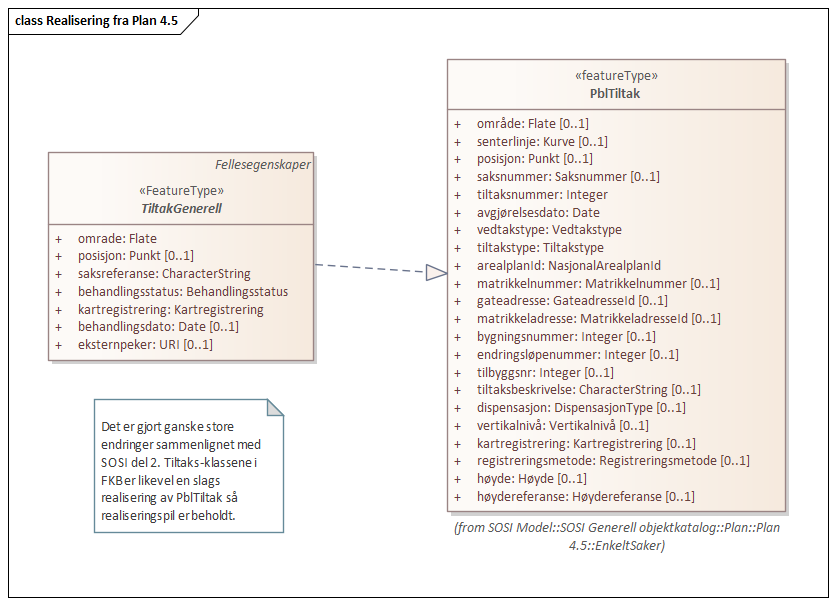 class Realisering fra Plan 4.5
Fellesegenskaper
«FeatureType»
TiltakGenerell
+ omrade: Flate
+ posisjon: Punkt [0..1]
+ saksreferanse: CharacterString
+ behandlingsstatus: Behandlingsstatus
+ kartregistrering: Kartregistrering
+ behandlingsdato: Date [0..1]
+ eksternpeker: URI [0..1]
Det er gjort ganske store
endringer sammenlignet med
SOSI del 2. Tiltaks-klassene i
FKBer likevel en slags
realisering av PblTiltak så
realiseringspil er beholdt.
«featureType»
PblTiltak
+ område: Flate [0..1]
+ senterlinje: Kurve [0..1]
+ posisjon: Punkt [0..1]
+ saksnummer: Saksnummer [0..1]
+ tiltaksnummer: Integer
+ avgjørelsesdato: Date
+ vedtakstype: Vedtakstype
+ tiltakstype: Tiltakstype
+ arealplanId: NasjonalArealplanId
+ matrikkelnummer: Matrikkelnummer [0..1]
+ gateadresse: GateadresseId [0..1]
+ matrikkeladresse: MatrikkeladresseId [0..1]
+ bygningsnummer: Integer [0..1]
+ endringsløpenummer: Integer [0..1]
+ tilbyggsnr: Integer [0..1]
+ tiltaksbeskrivelse: CharacterString [0..1]
+ dispensasjon: DispensasjonType [0..1]
+ vertikalnivå: Vertikalnivå [0..1]
+ kartregistrering: Kartregistrering [0..1]
+ registreringsmetode: Registreringsmetode [0..1]
+ høyde: Høyde [0..1]
+ høydereferanse: Høydereferanse [0..1]
(from SOSI Model::SOSI Generell objektkatalog::Plan::Plan
4.5::EnkeltSaker)